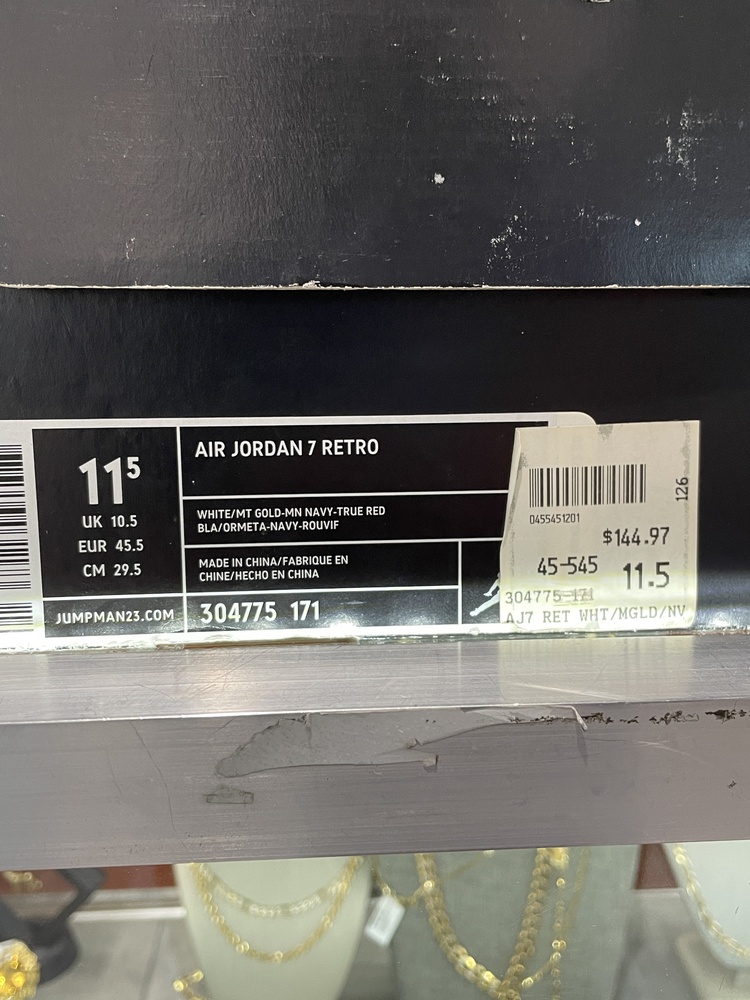 11⁵
UK 10.5
EUR 45.5
CM 29.5
JUMPMAN23.COM
AIR JORDAN 7 RETRO
WHITE/MT GOLD-MN NAVY-TRUE RED
BLA/ORMETA-NAVY-ROUVIF
MADE IN CHINA/FABRIQUE EN
CHINE/HECHO EN CHINA
304775 171
126
0455451201
$144.97
45-545
11.5
304775-171
AJ7 RET WHT/MGLD/NV